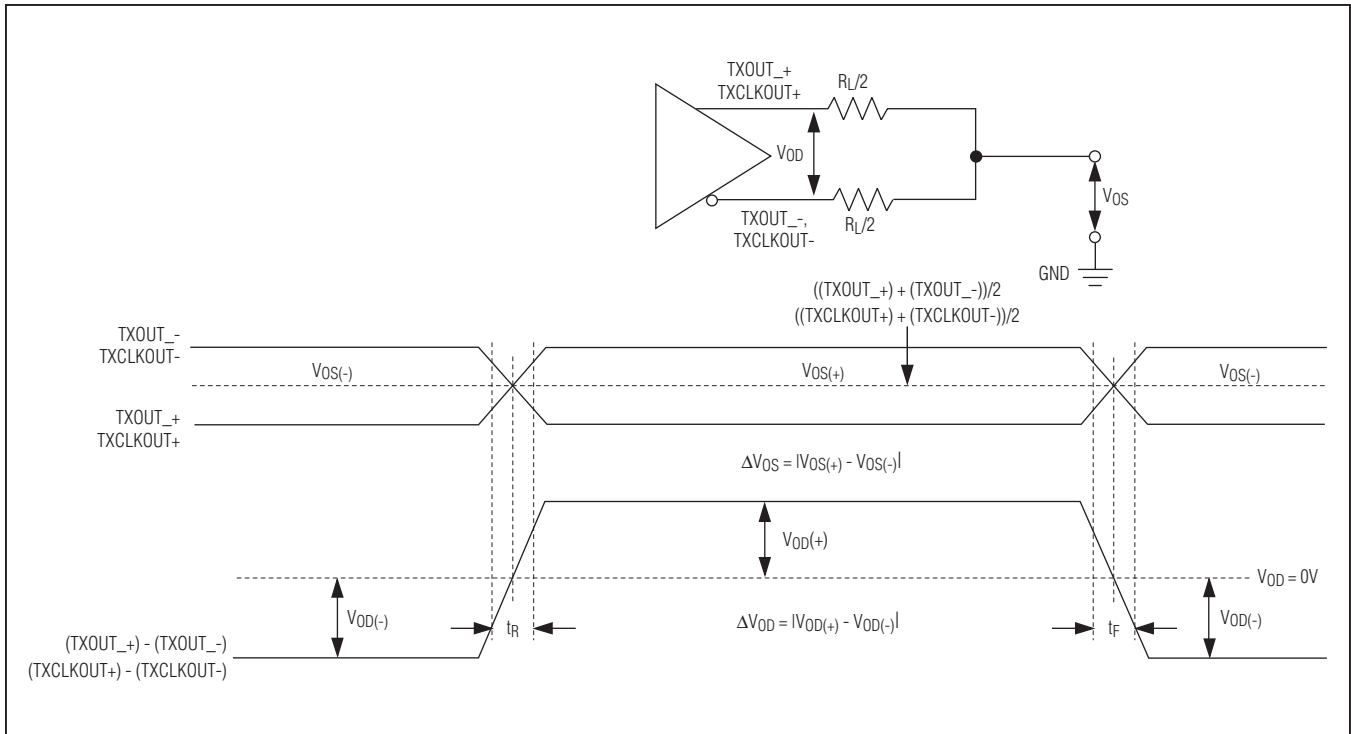 TXOUT_+
TXCLKOUT+
RL/2
VOD
VOS
TXOUT_-,
TXCLKOUT-
RL/2
GND
((TXOUT_+) + (TXOUT_-))/2
((TXCLKOUT+) + (TXCLKOUT-))/2
TXOUT_-
TXCLKOUT-
VOS(-)
VOS(+)
VOS(-)
TXOUT_+
TXCLKOUT+
ΔVOS = |VOS(+) - VOS(-)|
VOD(+)
VOD = 0V
VOD(-)
tR
ΔVOD = |VOD(+) - VOD(-)|
tF
VOD(-)
(TXOUT_+) - (TXOUT_-)
(TXCLKOUT+) - (TXCLKOUT-)